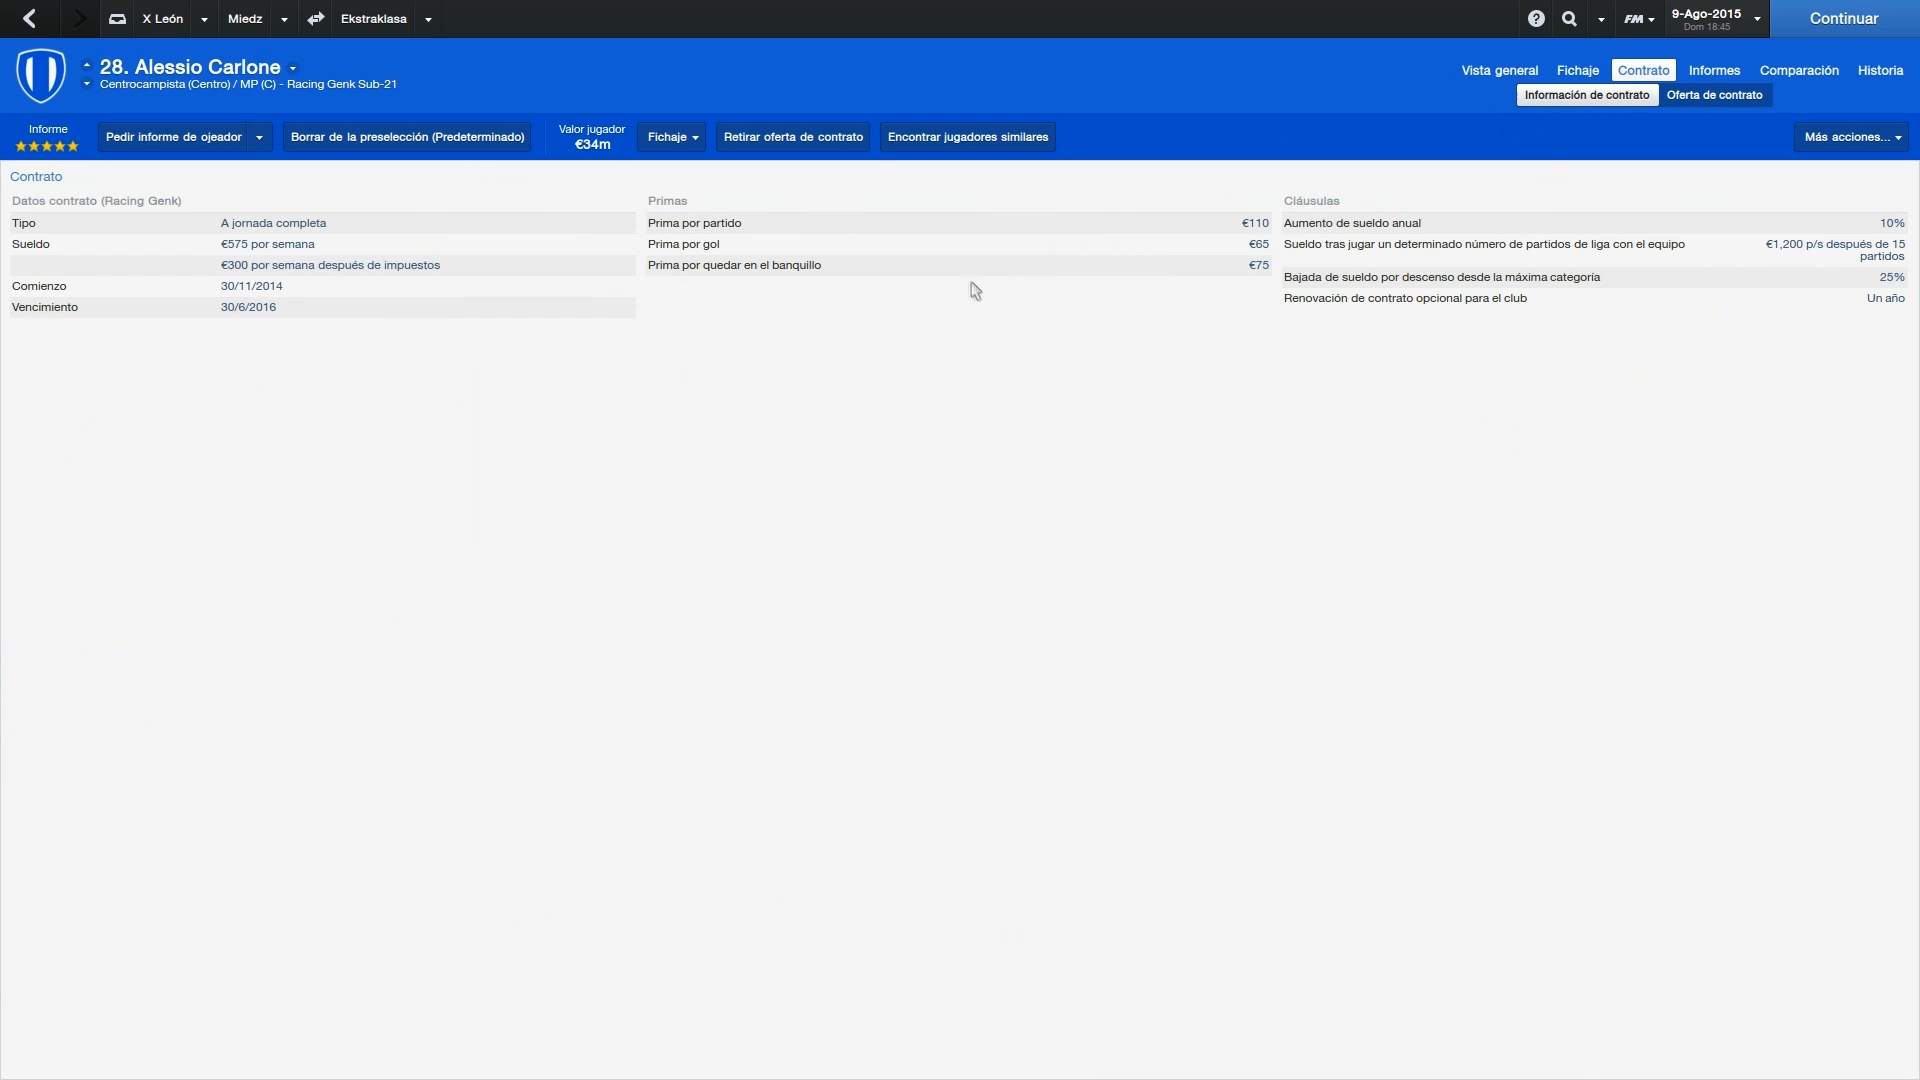 X León
Miedz
Ekstraklasa
FM
9-Ago-2015
Dom 18:45
Continuar
28. Alessio Carlone
Centrocampista (Centro) / MP (C) - Racing Genk Sub-21
Vista general
Fichaje
Contrato
Informes
Comparación
Historia
Información de contrato
Oferta de contrato
Informe
Pedir informe de ojeador
Borrar de la preselección (Predeterminado)
Valor jugador
€34m
Fichaje
Retirar oferta de contrato
Encontrar jugadores similares
Más acciones...
Contrato
Datos contrato (Racing Genk)
Tipo A jornada completa
Sueldo €575 por semana
€300 por semana después de impuestos
Comienzo 30/11/2014
Vencimiento 30/6/2016
Primas
Prima por partido €110
Prima por gol €65
Prima por quedar en el banquillo €75
Cláusulas
Aumento de sueldo anual 10%
Sueldo tras jugar un determinado número de partidos de liga con el equipo €1,200 p/s después de 15
partidos
Bajada de sueldo por descenso desde la máxima categoría 25%
Renovación de contrato opcional para el club Un año